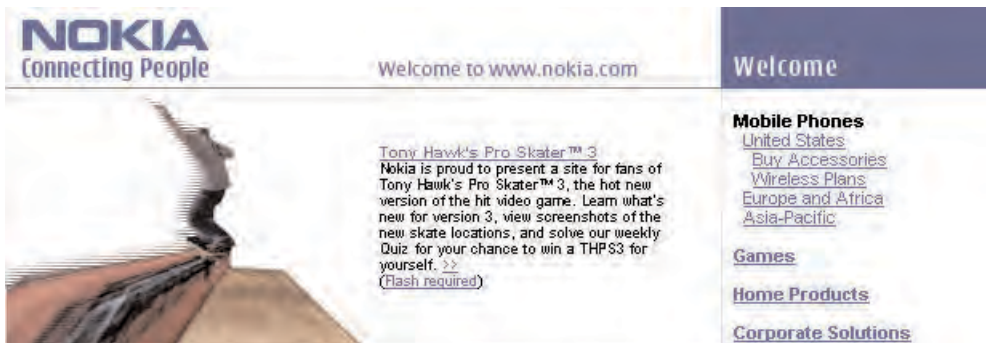 NOKIA
Connecting People
Welcome to www.nokia.com
Welcome
Tony Hawk's Pro Skater™ 3
Nokia is proud to present a site for fans of
Tony Hawk's Pro Skater™ 3, the hot new
version of the hit video game. Learn what's
new for version 3, view screenshots of the
new skate locations, and solve our weekly
Quiz for your chance to win a THPS3 for
yourself. >>
(Flash required)
Mobile Phones
United States
Buy Accessories
Wireless Plans
Europe and Africa
Asia-Pacific
Games
Home Products
Corporate Solutions